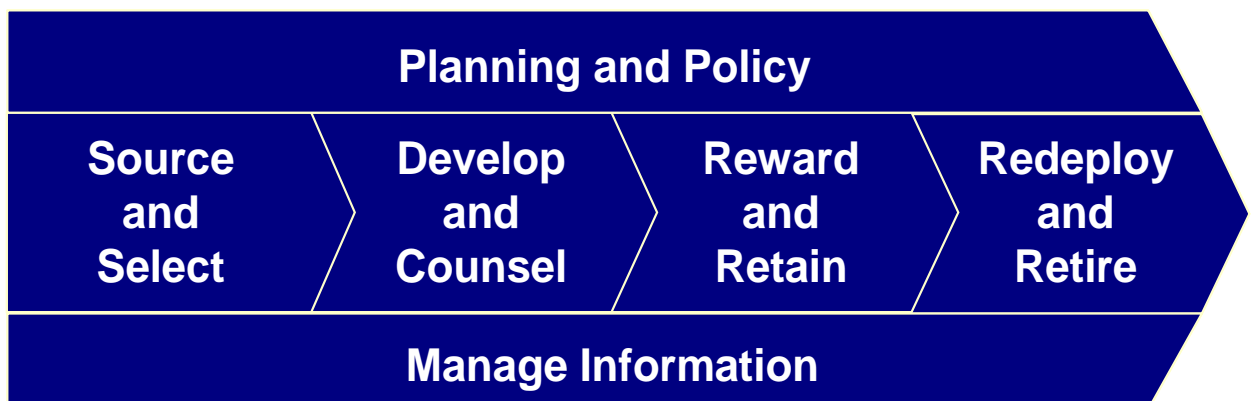 Planning and Policy
Source
and
Select
Develop
and
Counsel
Reward
and
Retain
Redeploy
and
Retire
Manage Information